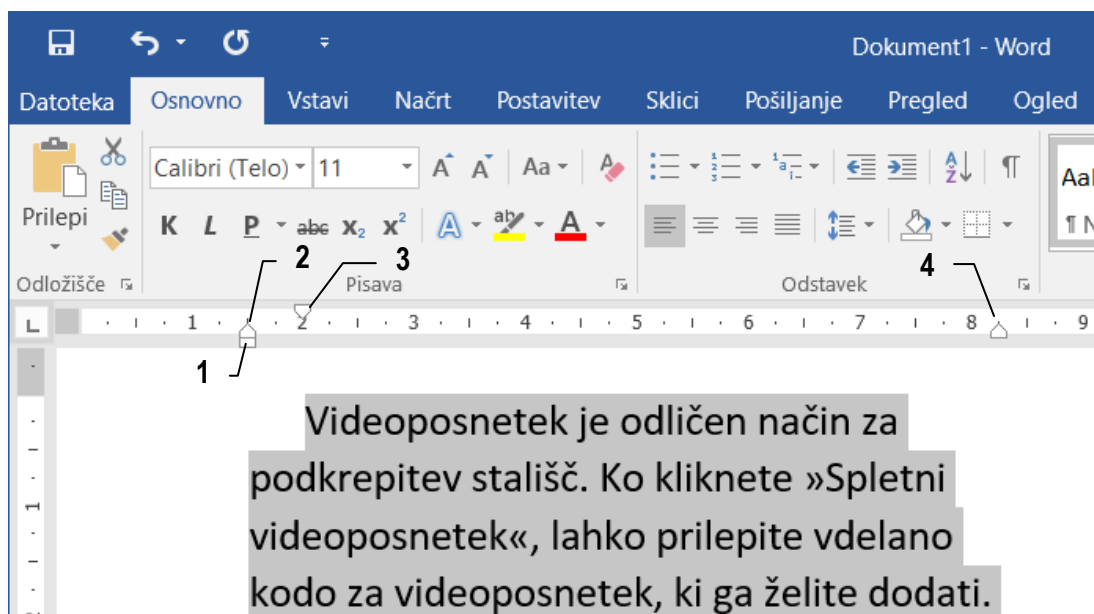 Dokument1 - Word
Datoteka Osnovno Vstavi Načrt Postavitev Sklici Pošiljanje Pregled Ogled
Calibri (Telo) 11 Aa
Prilepi
K L P abc X₂ X² A ab A
¶ N
2 3 4
Odložišče Pisava Odstavek
L 1 2 3 4 5 6 7 8 9
1
Videoposnetek je odličen način za
podkrepitev stališč. Ko kliknete »Spletni
1
videoposnetek«, lahko prilepite vdelano
kodo za videoposnetek, ki ga želite dodati.